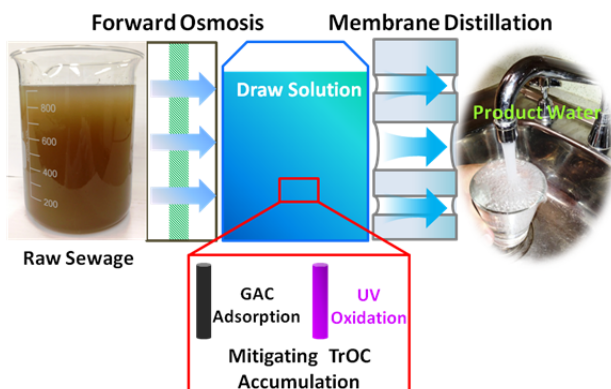 Forward Osmosis
Membrane Distillation
Draw Solution
Product Water
800
600
400
200
Raw Sewage
GAC
Adsorption
UV
Oxidation
Mitigating TrOC
Accumulation